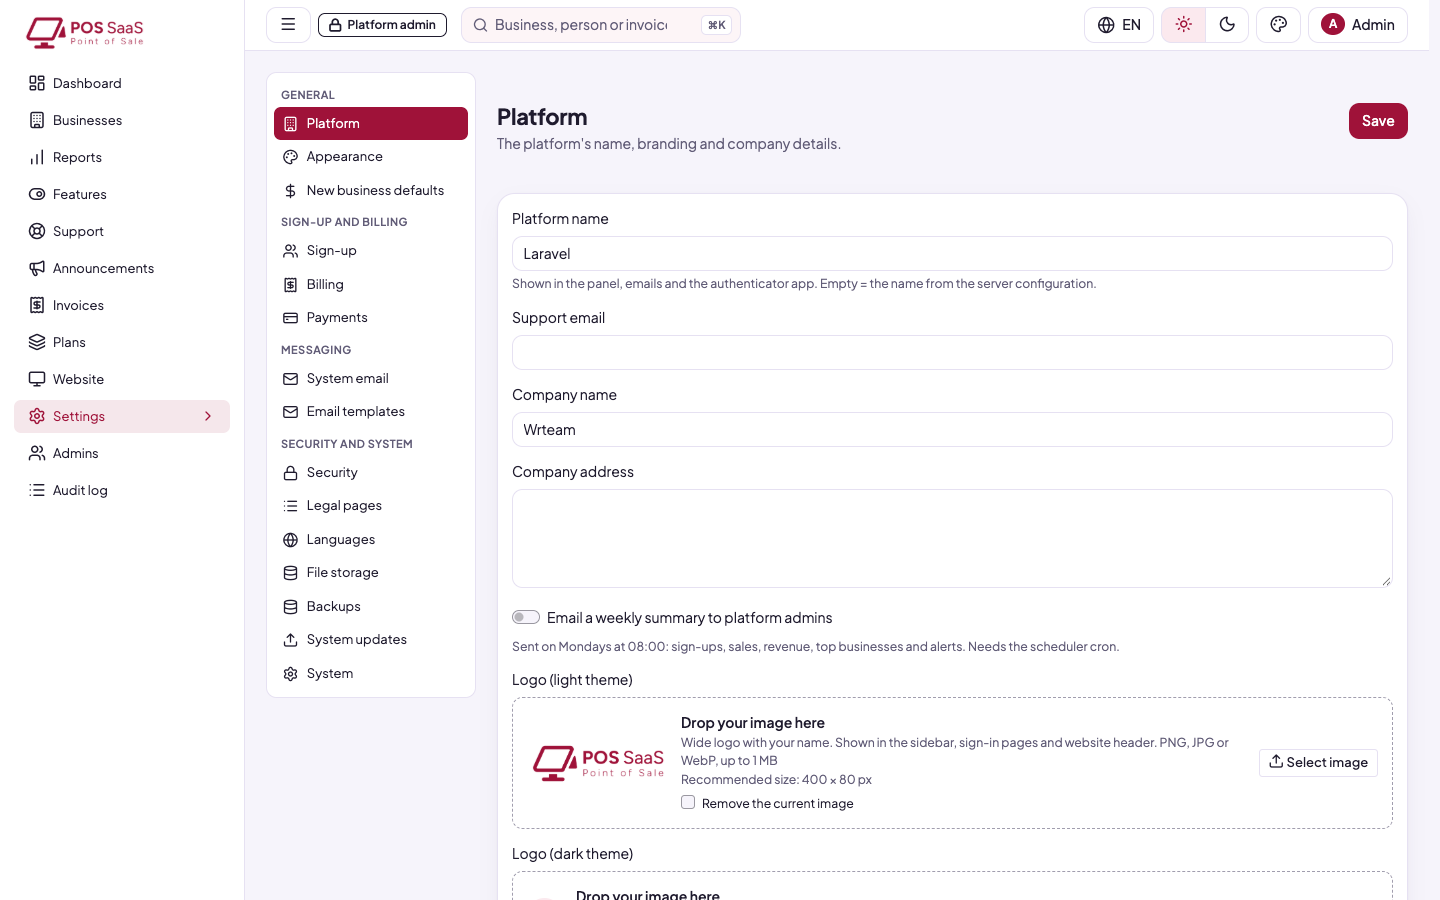 POS SaaS
Point of Sale
Dashboard
Businesses
Reports
Features
Support
Announcements
Invoices
Plans
Website
Settings
Admins
Audit log
Platform admin
Business, person or invoice
⌘K
EN
A
Admin
GENERAL
Platform
Appearance
New business defaults
SIGN-UP AND BILLING
Sign-up
Billing
Payments
MESSAGING
System email
Email templates
SECURITY AND SYSTEM
Security
Legal pages
Languages
File storage
Backups
System updates
System
Platform
The platform's name, branding and company details.
Save
Platform name
Laravel
Shown in the panel, emails and the authenticator app. Empty = the name from the server configuration.
Support email
Company name
Wrteam
Company address
Email a weekly summary to platform admins
Sent on Mondays at 08:00: sign-ups, sales, revenue, top businesses and alerts. Needs the scheduler cron.
Logo (light theme)
POS SaaS
Point of Sale
Drop your image here
Wide logo with your name. Shown in the sidebar, sign-in pages and website header. PNG, JPG or
WebP, up to 1 MB
Recommended size: 400 × 80 px
Remove the current image
Select image
Logo (dark theme)
Drop your image here